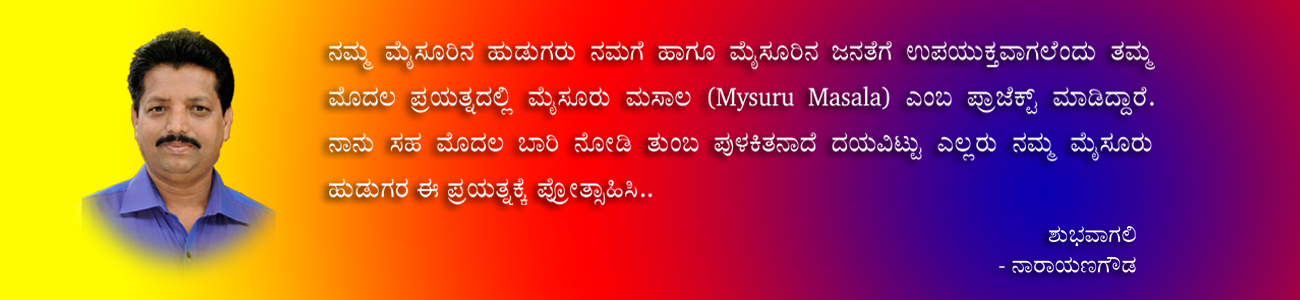 ನಮ್ಮ ಮೈಸೂರಿನ ಹುಡುಗರು ನಮಗೆ ಹಾಗೂ ಮೈಸೂರಿನ ಜನತೆಗೆ ಉಪಯುಕ್ತವಾಗಲೆಂದು ತಮ್ಮ
ಮೊದಲ ಪ್ರಯತ್ನದಲ್ಲಿ ಮೈಸೂರು ಮಸಾಲ (Mysuru Masala) ಎಂಬ ಪ್ರಾಜೆಕ್ಟ್ ಮಾಡಿದ್ದಾರೆ.
ನಾನು ಸಹ ಮೊದಲ ಬಾರಿ ನೋಡಿ ತುಂಬ ಪುಳಕಿತನಾದೆ ದಯವಿಟ್ಟು ಎಲ್ಲರು ನಮ್ಮ ಮೈಸೂರು
ಹುಡುಗರ ಈ ಪ್ರಯತ್ನಕ್ಕೆ ಪ್ರೋತ್ಸಾಹಿಸಿ..
ಶುಭವಾಗಲಿ
- ನಾರಾಯಣಗೌಡ